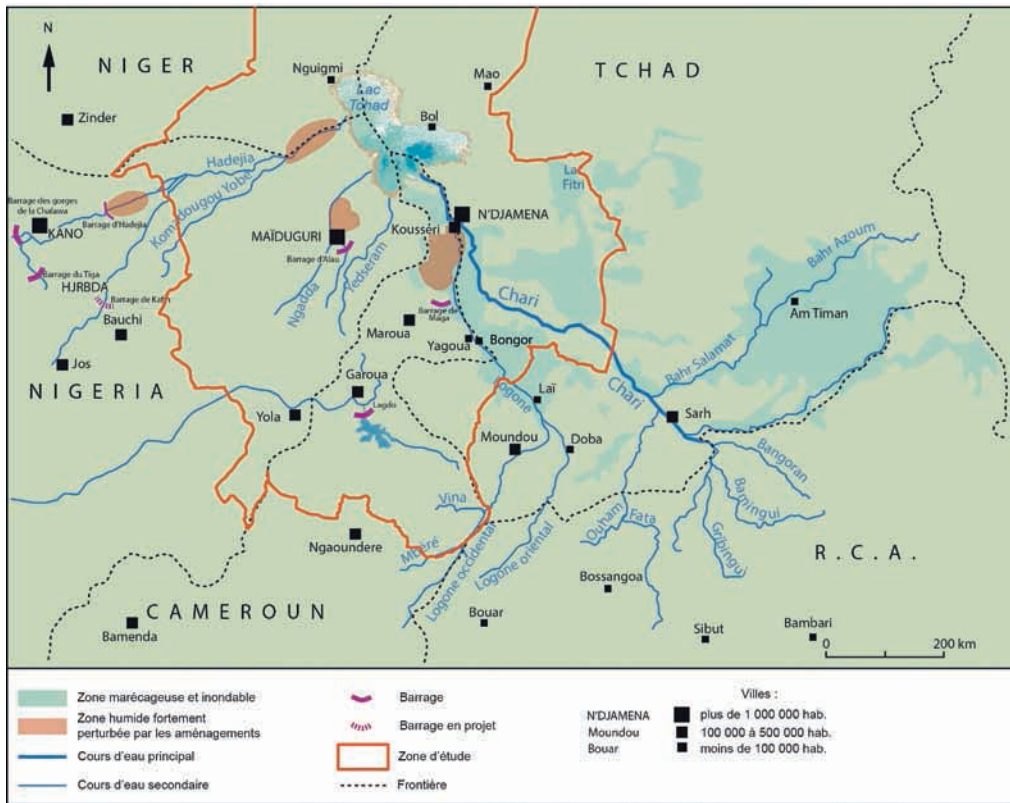 N
NIGER
TCHAD
Nguigmi
Mao
Lac
Tchad
Bol
Zinder
Hadejia
Komadougou Yobé
La
Fitri
Barrage des gorges
de la Chalawa
Barrage d'Hadejia
KANO
N'DJAMENA
Kousséri
MAÏDUGURI
Barrage d'Alau
Yedseram
Ngadda
Barrage du Tiga
HJRBDA
Barrage de Kafin
Bauchi
Jos
NIGERIA
Chari
Bahr Azoum
Am Timan
Maroua
Barrage de
Maga
Yagoua
Bongor
Garoua
Lagdo
Yola
Logone
Laï
Chari
Bahr Salamat
Sarh
Moundou
Doba
Bangoran
Bamingui
Gribingui
Vina
Mbéré
Ngaoundere
Logone occidental
Logone oriental
Ouham
Fata
R.C.A.
Bossangoa
CAMEROUN
Bamenda
Bouar
Sibut
Bambari
0
200 km
Zone marécageuse et inondable
Zone humide fortement
perturbée par les aménagements
Cours d'eau principal
Cours d'eau secondaire
Barrage
Barrage en projet
Zone d'étude
Frontière
Villes :
N'DJAMENA plus de 1 000 000 hab.
Moundou 100 000 à 500 000 hab.
Bouar moins de 100 000 hab.